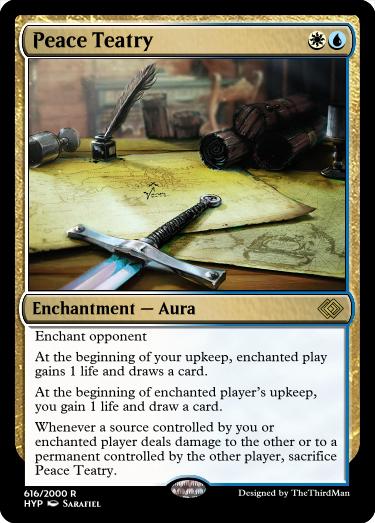 Peace Teatry
Enchantment — Aura
Enchant opponent
At the beginning of your upkeep, enchanted play
gains 1 life and draws a card.
At the beginning of enchanted player's upkeep,
you gain 1 life and draw a card.
Whenever a source controlled by you or
enchanted player deals damage to the other or to a
permanent controlled by the other player, sacrifice
Peace Teatry.
616/2000 R
HYP Sarafiel
Designed by TheThirdMan